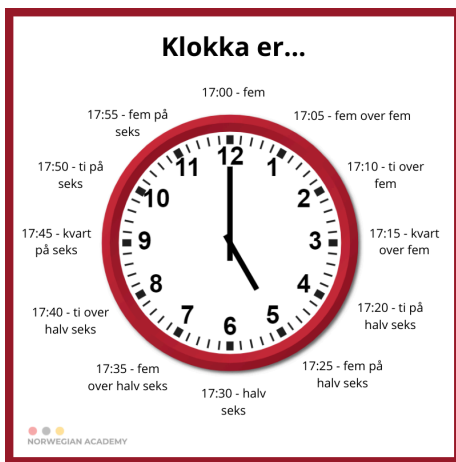 Klokka er...
17:00 - fem
17:05 - fem over fem
17:10 - ti over
fem
17:15 - kvart
over fem
17:20 - ti på
halv seks
17:25 - fem på
halv seks
17:30 - halv
seks
17:35 - fem
over halv seks
17:40 - ti over
halv seks
17:45 - kvart
på seks
17:50 - ti på
seks
17:55 - fem på
seks
12
1
2
3
4
5
6
7
8
9
10
11
NORWEGIAN ACADEMY